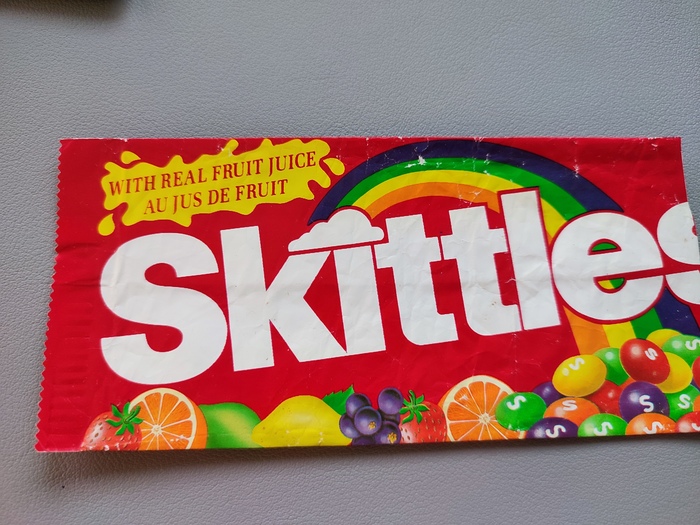 WITH REAL FRUIT JUICE
AU JUS DE FRUIT
Skittles
S S S S S S S